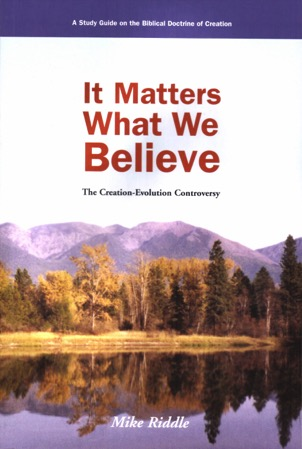 A Study Guide on the Biblical Doctrine of Creation
It Matters
What We
Believe
The Creation-Evolution Controversy
Mike Riddle